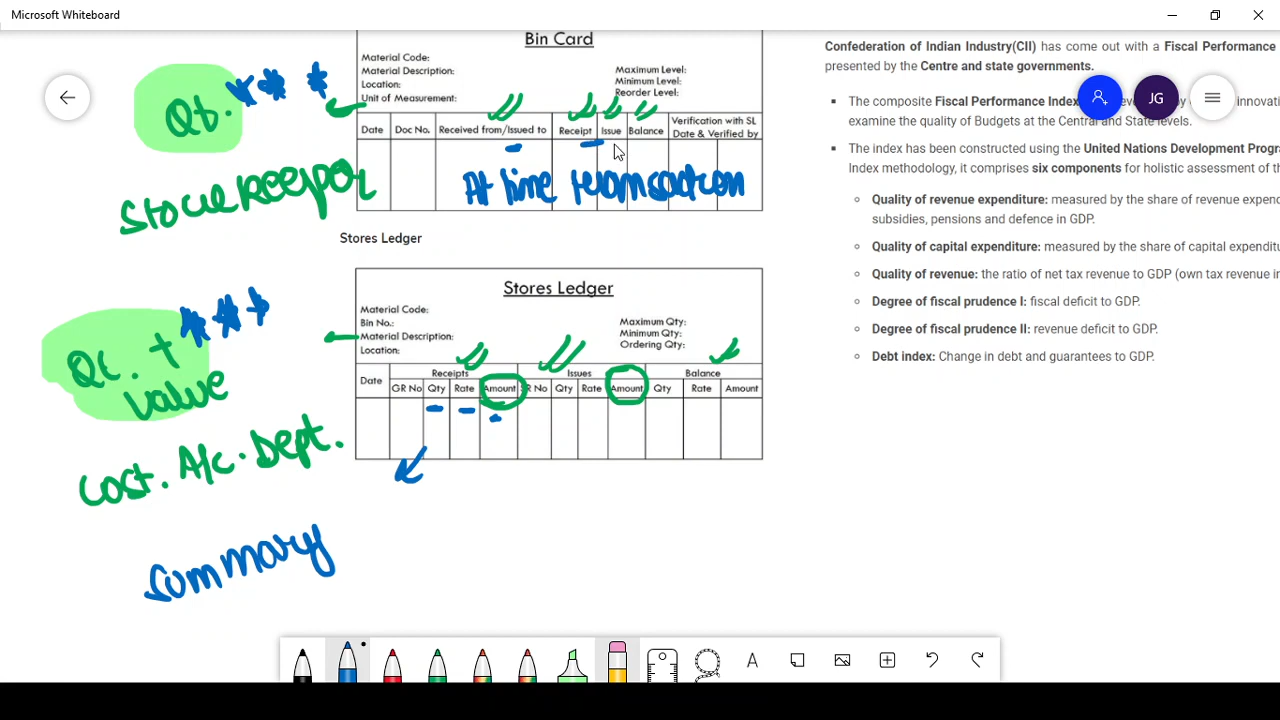 Microsoft Whiteboard
Bin Card
Material Code:
Material Description:
Location:
Unit of Measurement:
Maximum Level:
Minimum Level:
Reorder Level:
Date Doc No. Received from/Issued to Receipt Issue Balance Verification with SL Date & Verified by
At time
Qt.
Storekeeper
Stores Ledger
Stores Ledger
Material Code:
Bin No.:
Material Description:
Location:
Maximum Qty:
Minimum Qty:
Ordering Qty:
Date Receipts Issues Balance
GR No Qty Rate Amount SR No Qty Rate Amount Qty Rate Amount
Qt. +
Value
Cost. A/c. Dept.
Summary
Confederation of Indian Industry(CII) has come out with a Fiscal Performance
presented by the Centre and state governments.
The composite Fiscal Performance Index innovati
examine the quality of Budgets at the Central and State levels.
The index has been constructed using the United Nations Development Progr
Index methodology, it comprises six components for holistic assessment of th
Quality of revenue expenditure: measured by the share of revenue expend
subsidies, pensions and defence in GDP.
Quality of capital expenditure: measured by the share of capital expenditu
Quality of revenue: the ratio of net tax revenue to GDP (own tax revenue in
Degree of fiscal prudence I: fiscal deficit to GDP.
Degree of fiscal prudence II: revenue deficit to GDP.
Debt index: Change in debt and guarantees to GDP.
JG
A